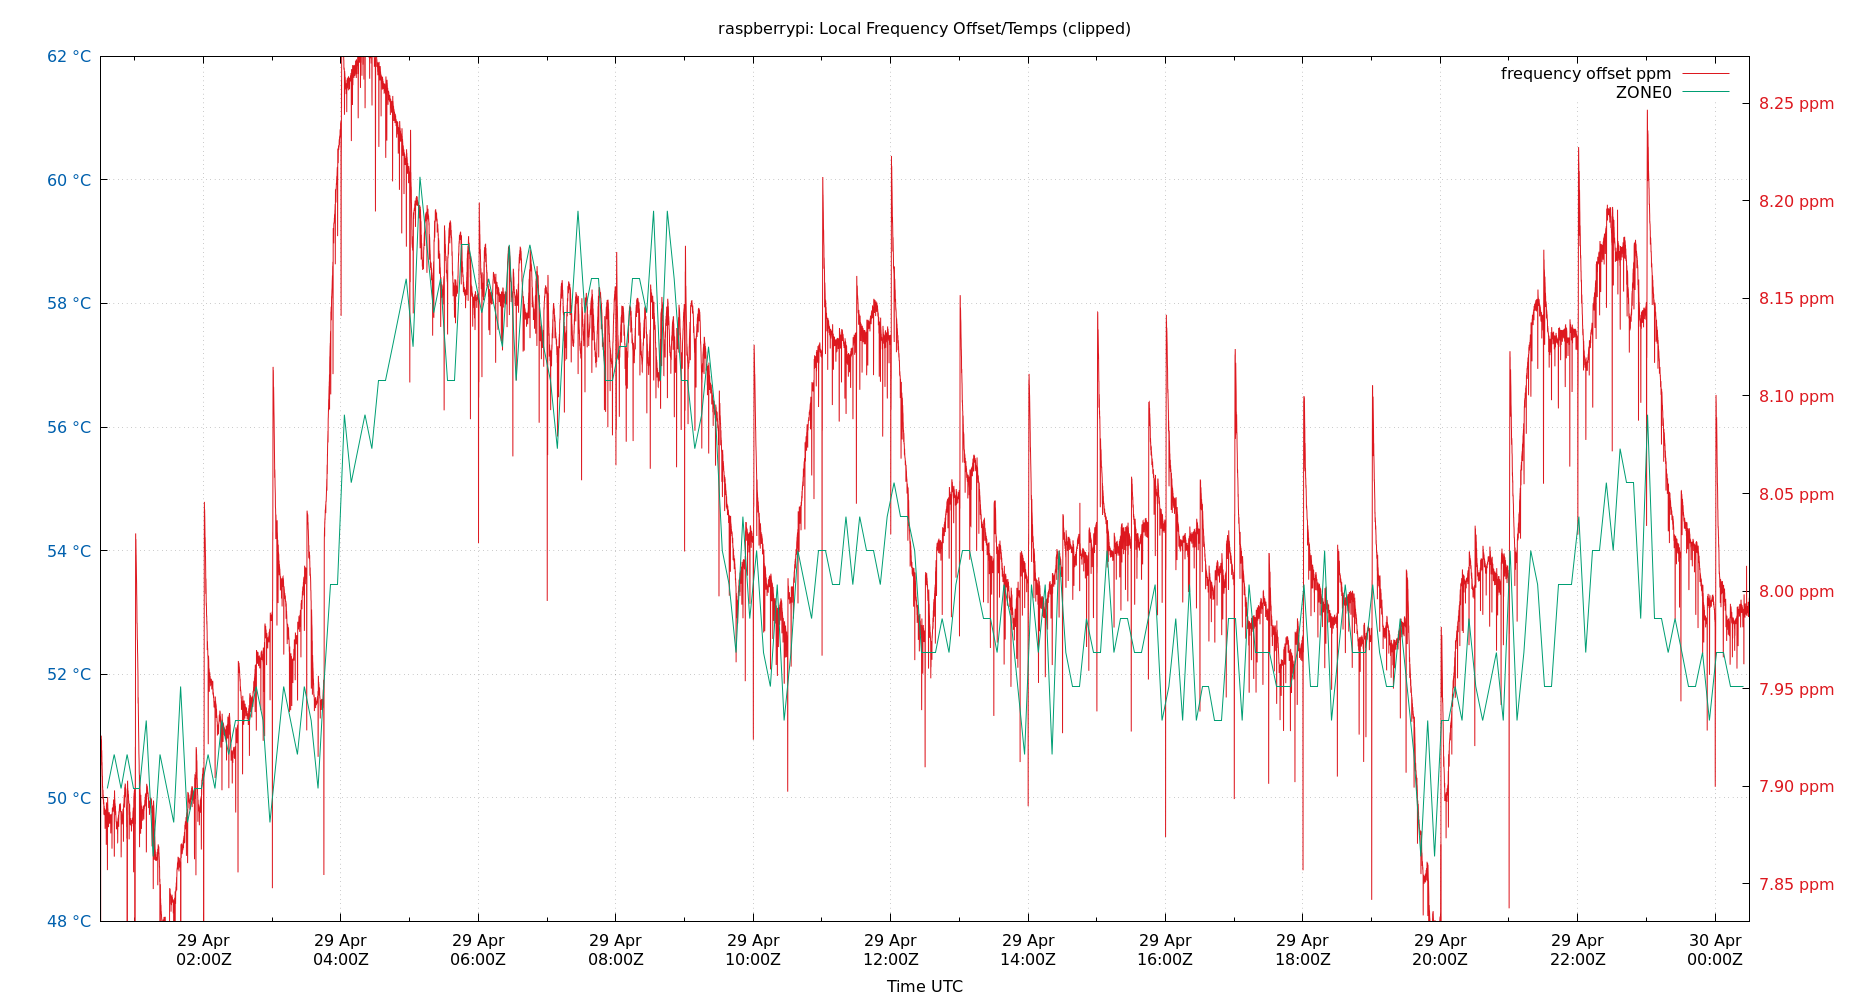 raspberrypi: Local Frequency Offset/Temps (clipped)
frequency offset ppm
ZONE0
62 °C
60 °C
58 °C
56 °C
54 °C
52 °C
50 °C
48 °C
8.25 ppm
8.20 ppm
8.15 ppm
8.10 ppm
8.05 ppm
8.00 ppm
7.95 ppm
7.90 ppm
7.85 ppm
29 Apr 29 Apr 29 Apr 29 Apr 29 Apr 29 Apr 29 Apr 29 Apr 29 Apr 29 Apr 29 Apr 30 Apr
02:00Z 04:00Z 06:00Z 08:00Z 10:00Z 12:00Z 14:00Z 16:00Z 18:00Z 20:00Z 22:00Z 00:00Z
Time UTC